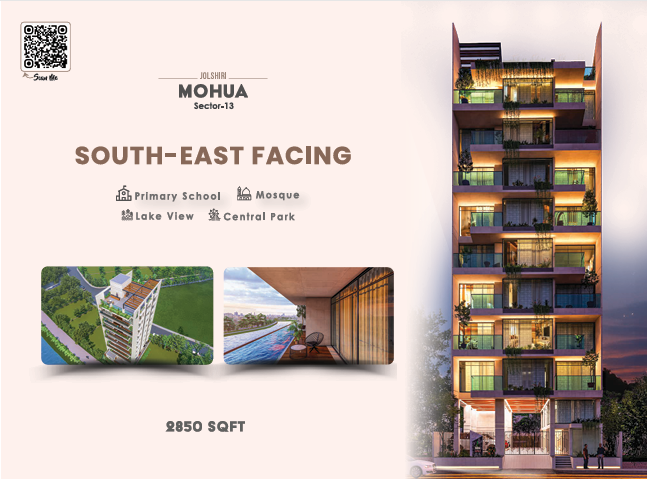 Scan Me
JOLSHIRI
MOHUA
Sector-13
SOUTH-EAST FACING
Primary School Mosque
Lake View Central Park
2850 SQFT